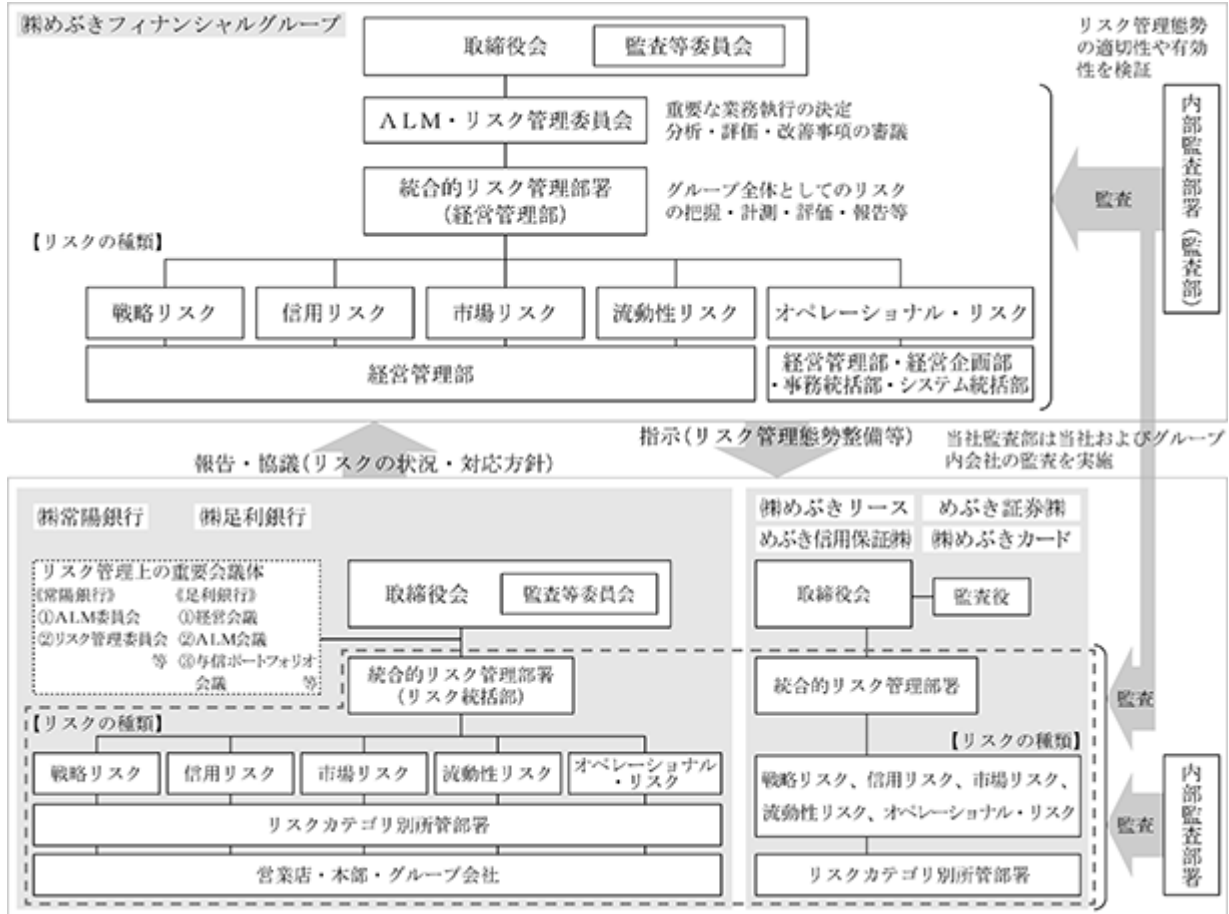 ㈱めぶきフィナンシャルグループ
取締役会
監査等委員会
リスク管理態勢
の適切性や有効
性を検証
ALM・リスク管理委員会
重要な業務執行の決定
分析・評価・改善事項の審議
内部監査部署(監査部)
監査
統合的リスク管理部署
(経営管理部)
グループ全体としてのリスク
の把握・計測・評価・報告等
【リスクの種類】
戦略リスク
信用リスク
市場リスク
流動性リスク
オペレーショナル・リスク
経営管理部
経営管理部・経営企画部
・事務統括部・システム統括部
報告・協議(リスクの状況・対応方針)
指示(リスク管理態勢整備等)
当社監査部は当社およびグループ
内会社の監査を実施
㈱常陽銀行
㈱足利銀行
リスク管理上の重要会議体
《常陽銀行》
①ALM委員会
②リスク管理委員会
等
《足利銀行》
①経営会議
②ALM会議
③与信ポートフォリオ
会議 等
取締役会
監査等委員会
統合的リスク管理部署
(リスク統括部)
【リスクの種類】
戦略リスク
信用リスク
市場リスク
流動性リスク
オペレーショナル
・リスク
リスクカテゴリ別所管部署
営業店・本部・グループ会社
㈱めぶきリース
めぶき証券㈱
めぶき信用保証㈱
㈱めぶきカード
取締役会
監査役
統合的リスク管理部署
【リスクの種類】
戦略リスク、信用リスク、市場リスク、
流動性リスク、オペレーショナル・リスク
リスクカテゴリ別所管部署
監査
監査
内部監査部署